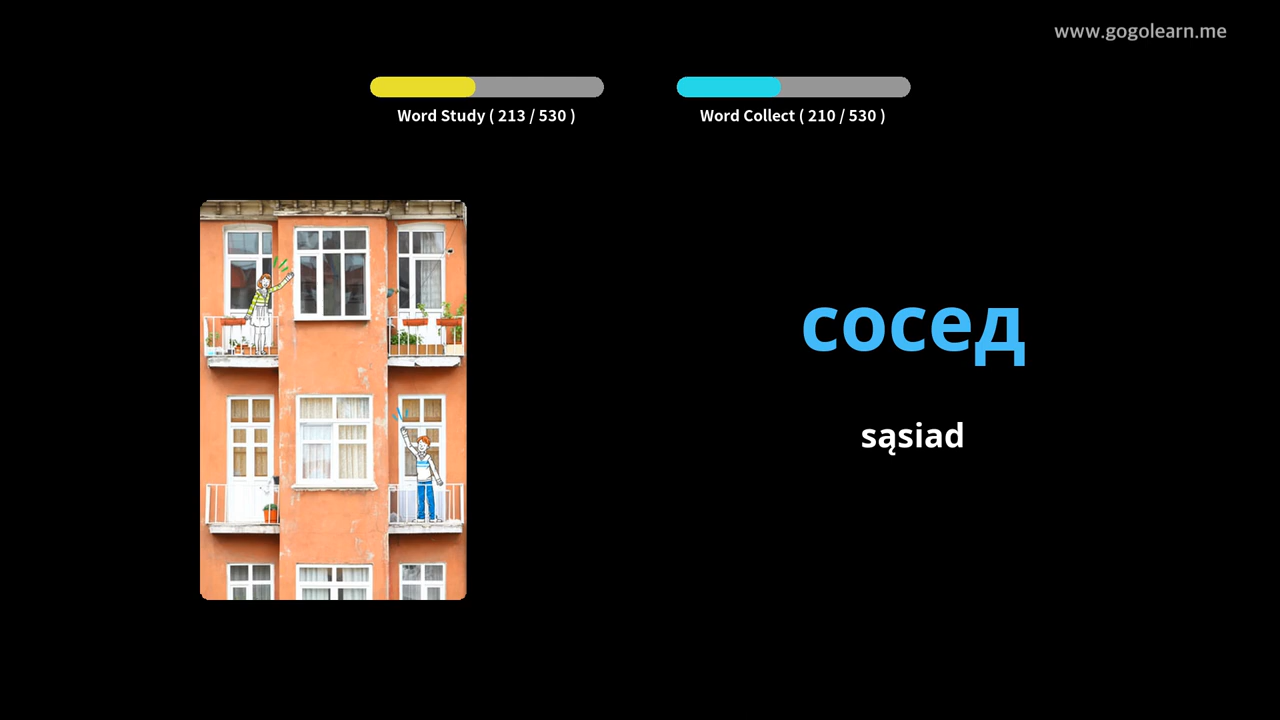 www.gogolearn.me
Word Study ( 213 / 530 )
Word Collect ( 210 / 530 )
сосед
sąsiad